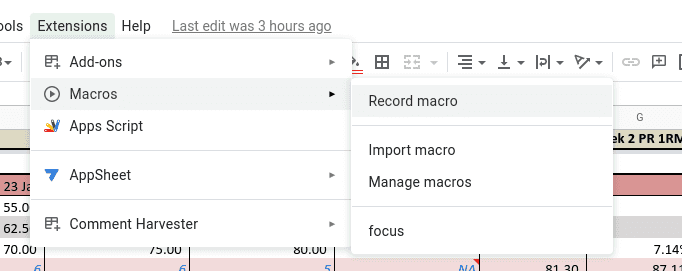 ools Extensions Help Last edit was 3 hours ago
Add-ons
Macros
Record macro
G
Apps Script
ek 2 PR 1RM
Import macro
AppSheet
Manage macros
23 Ja
55.0
Comment Harvester
focus
62.5
70.00 75.00 80.00 7.14
6 6 5 NA 81.30 87.11